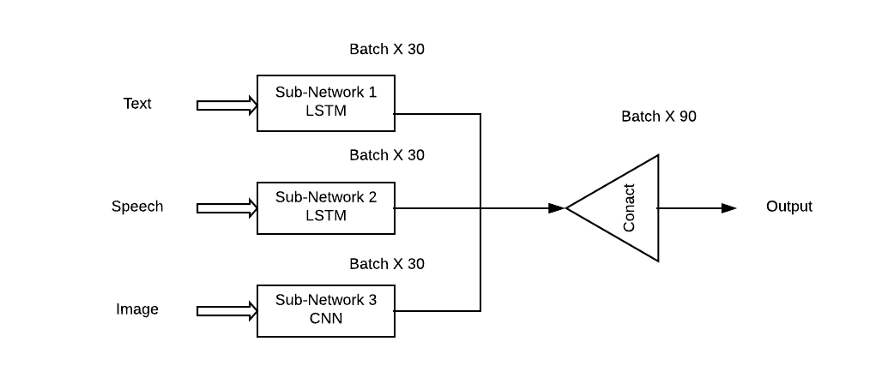 Batch X 30
Text
Sub-Network 1
LSTM
Batch X 90
Batch X 30
Speech
Sub-Network 2
LSTM
Conact
Output
Batch X 30
Image
Sub-Network 3
CNN